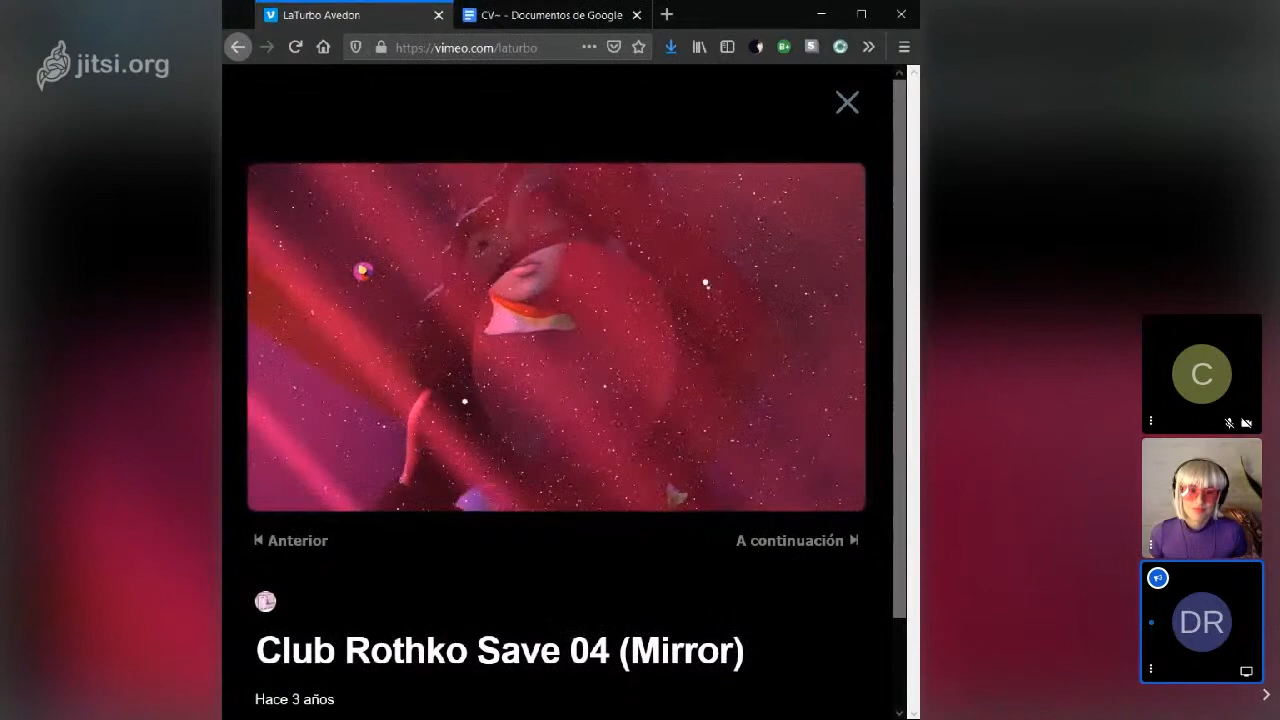 jitsi.org
LaTurbo Avedon
CV~ - Documentos de Google
https://vimeo.com/laturbo
B+
S
Anterior
A continuación
Club Rothko Save 04 (Mirror)
Hace 3 años
C
DR